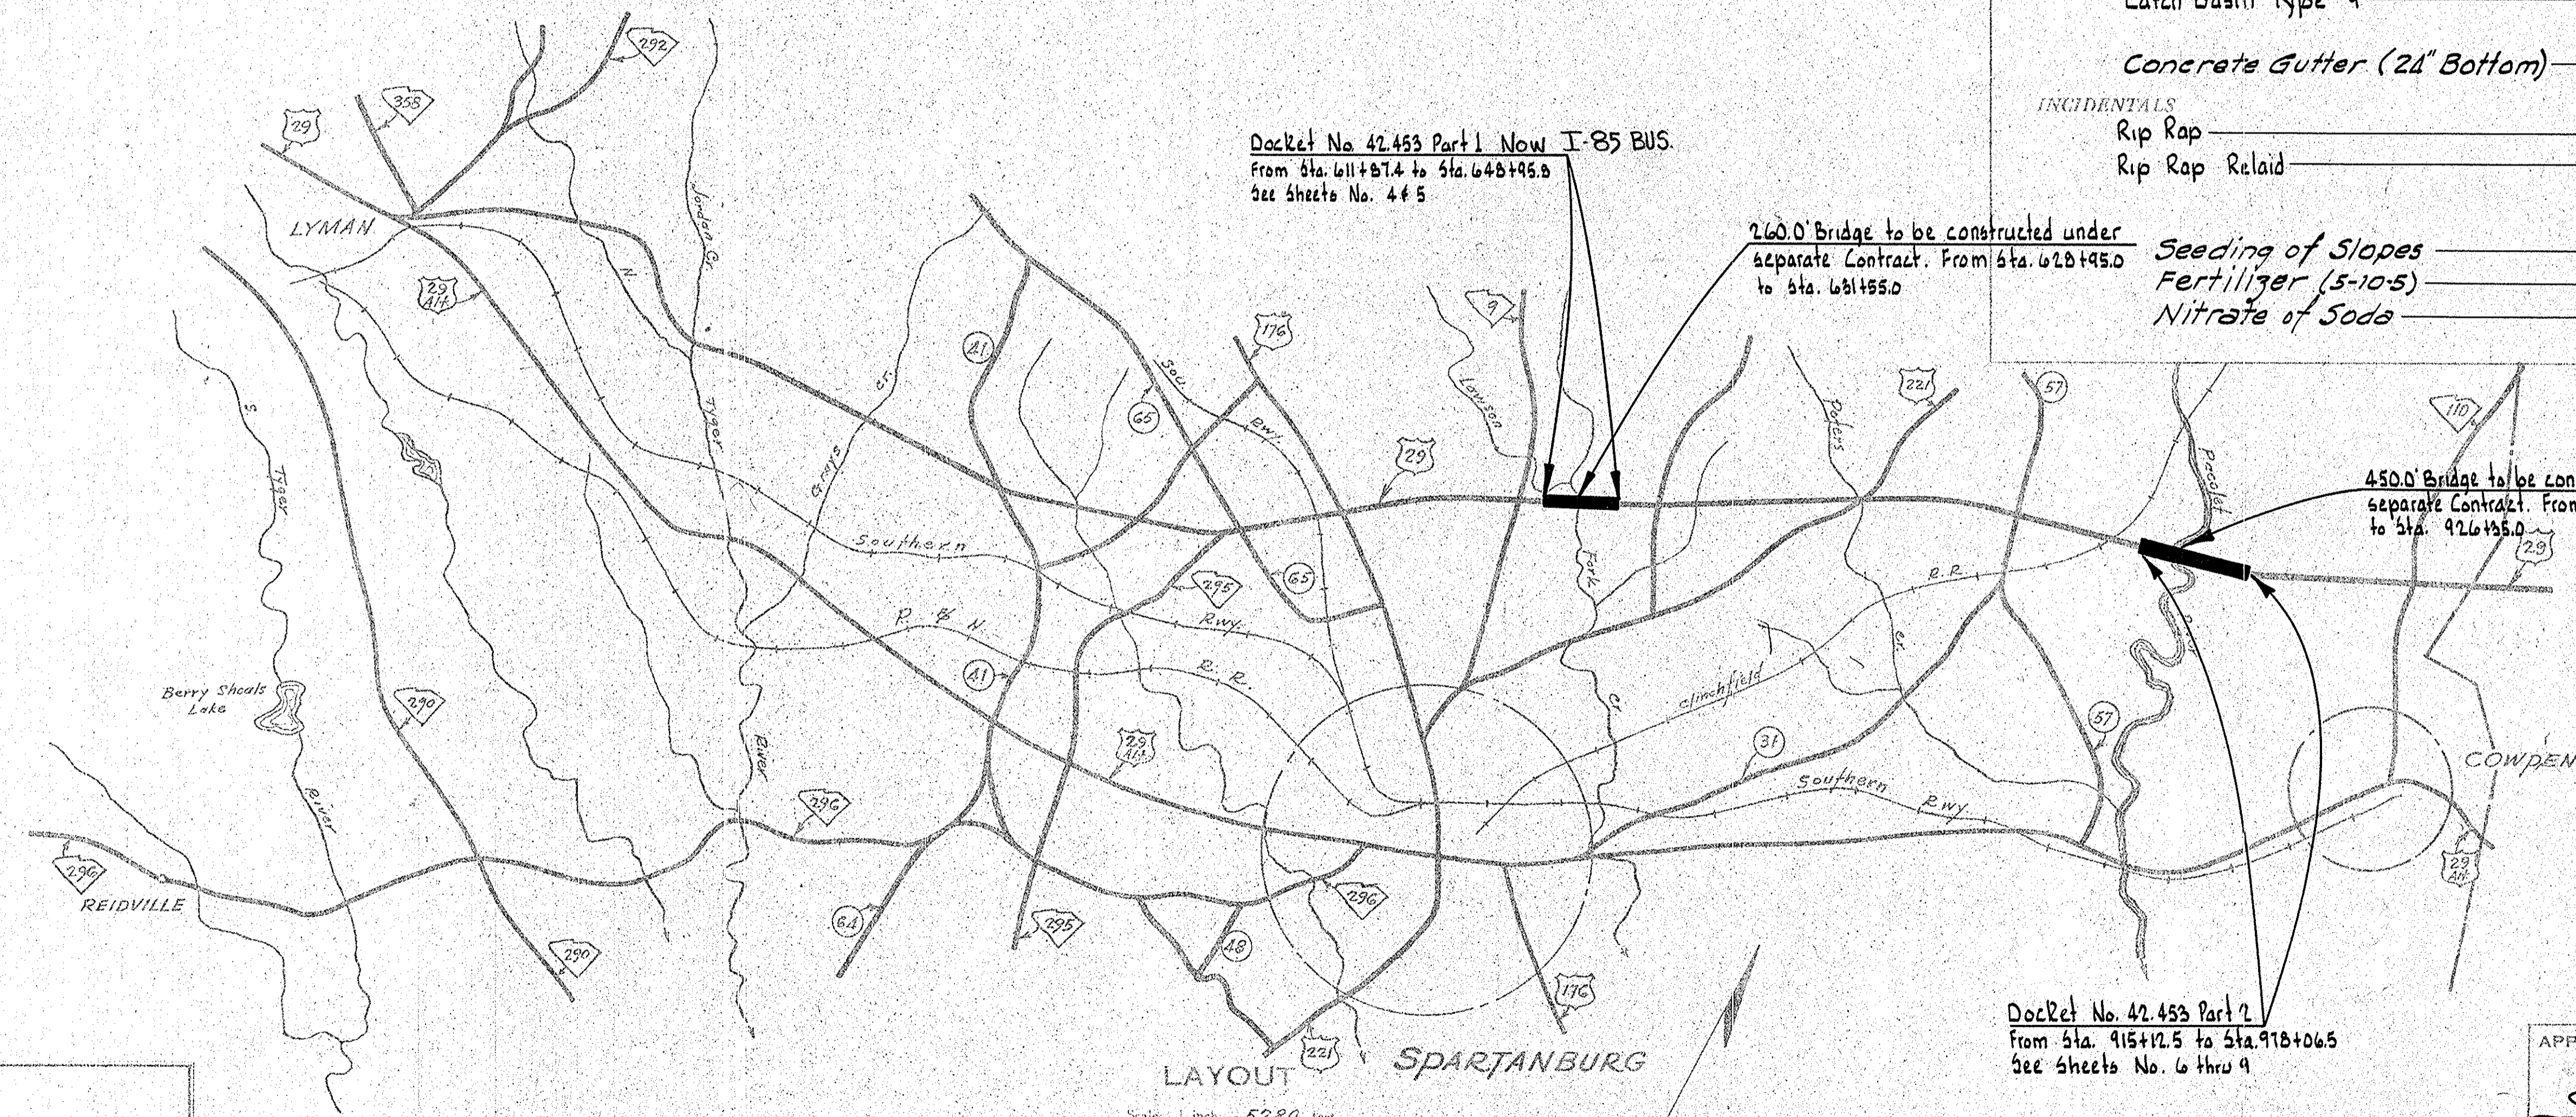 Catch Basin Type 9
Concrete Gutter (24" Bottom)
INCIDENTALS
Rip Rap
Rip Rap Relaid
Seeding of Slopes
Fertilizer (5-10-5)
Nitrate of Soda
Docket No. 42.453 Part 1 Now I-85 BUS.
From Sta. 611+87.4 to Sta. 648+95.8
See Sheets No. 4 & 5
260.0' Bridge to be constructed under
separate Contract. From Sta. 628+95.0
to Sta. 631+55.0
450.0' Bridge to be con
separate Contract. From
to Sta. 926+35.0
Docket No. 42.453 Part 2
From Sta. 915+12.5 to Sta. 978+06.5
See Sheets No. 6 thru 9
292
358
29
LYMAN
29
Alt.
N.
Jordan Cr.
Tyger
River
S.
Tyger
River
Grays
Cr.
41
65
Sou.
Rwy.
176
9
Lawson
Fork
Cr.
29
221
Peters
Cr.
57
110
Pacolet
29
Southern
Rwy.
P. & N.
R. R.
295
65
41
R. R.
Clinchfield
Berry Shoals
Lake
290
29
Alt.
31
57
Southern
Rwy
COWPEN
296
296
REIDVILLE
64
295
290
48
296
176
29
Alt.
221
SPARTANBURG
LAYOUT
5280
APP